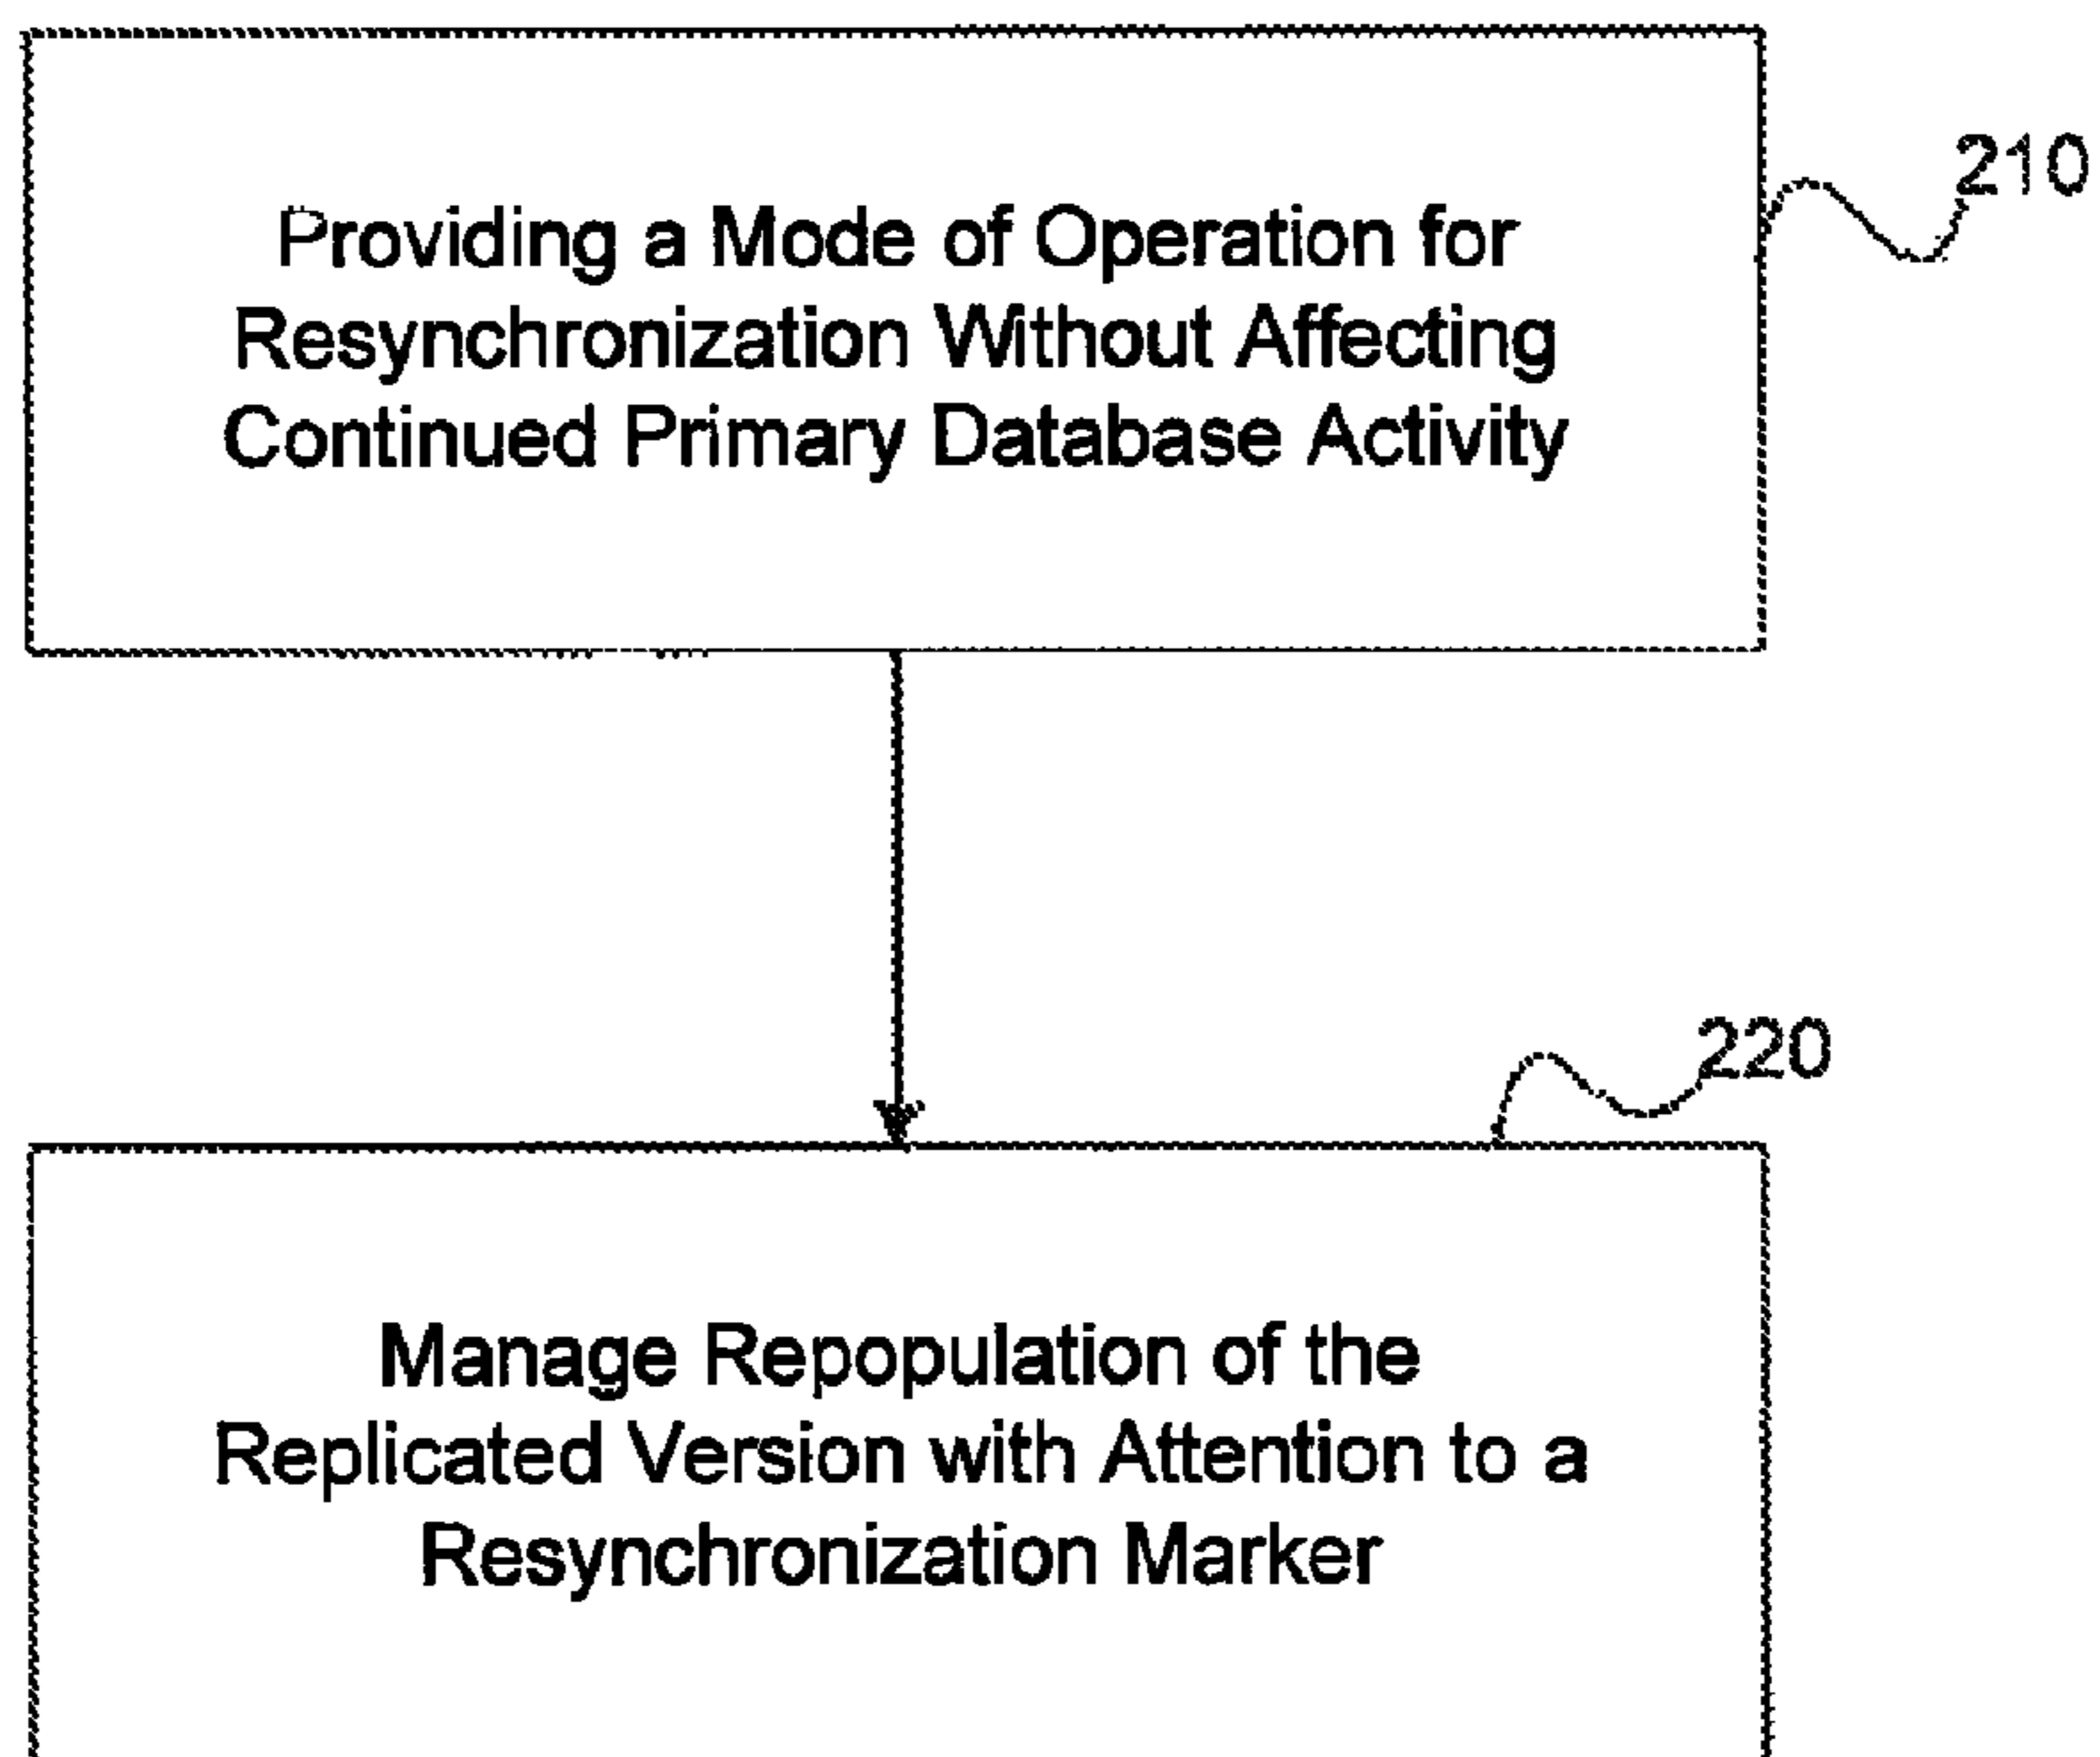 Providing a Mode of Operation for
Resynchronization Without Affecting
Continued Primary Database Activity
210
220
Manage Repopulation of the
Replicated Version with Attention to a
Resynchronization Marker